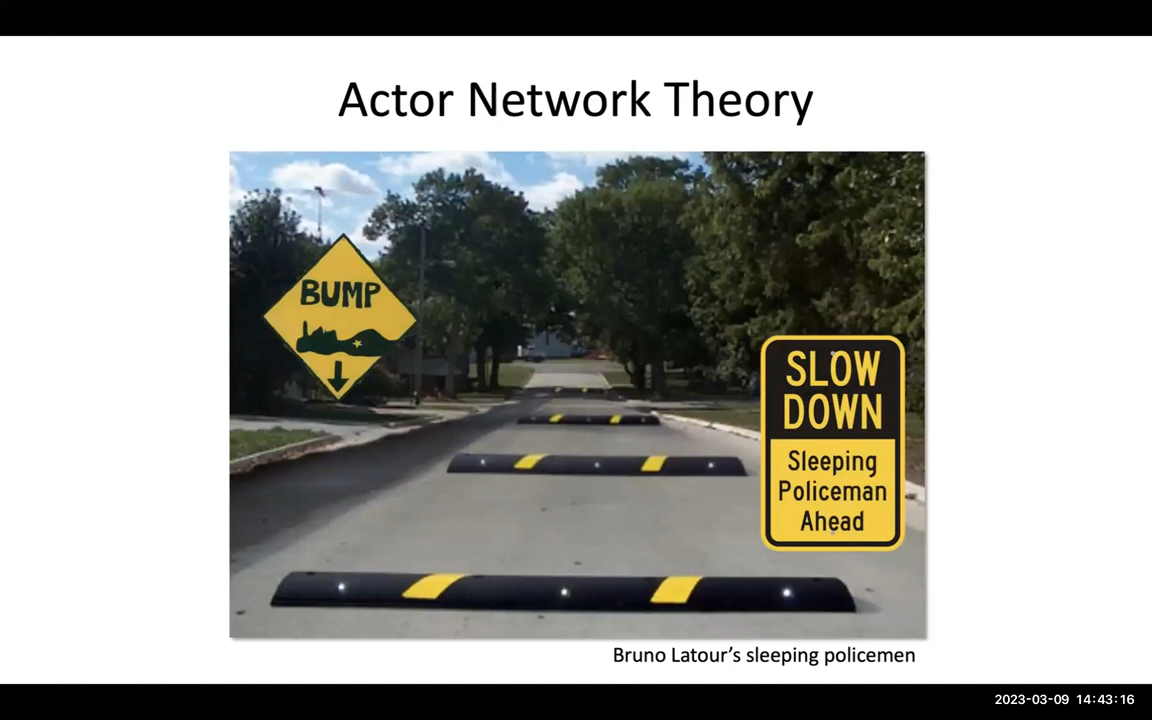 Actor Network Theory
BUMP
SLOW
DOWN
Sleeping
Policeman
Ahead
Bruno Latour’s sleeping policemen
2023-03-09 14:43:16